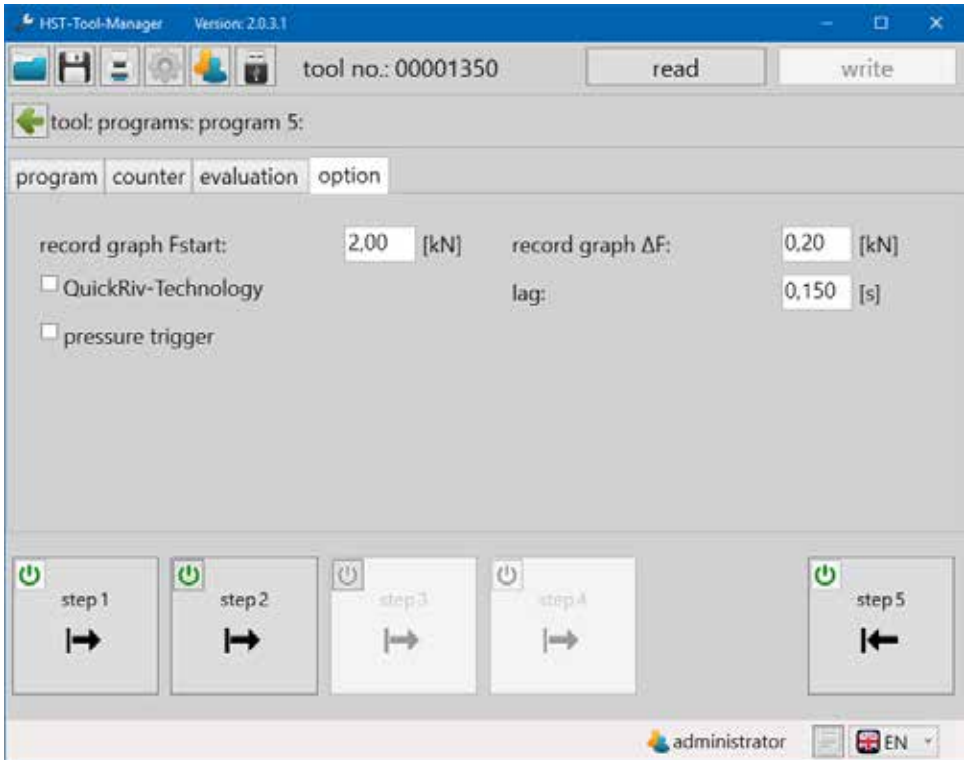 HST-Tool-Manager Version: 2.0.3.1
tool no.: 00001350 read write
tool: programs: program 5:
program counter evaluation option
record graph Fstart: 2,00 [kN] record graph ΔF: 0,20 [kN]
QuickRiv-Technology lag: 0,150 [s]
pressure trigger
step 1 step 2 step 3 step 4 step 5
administrator EN